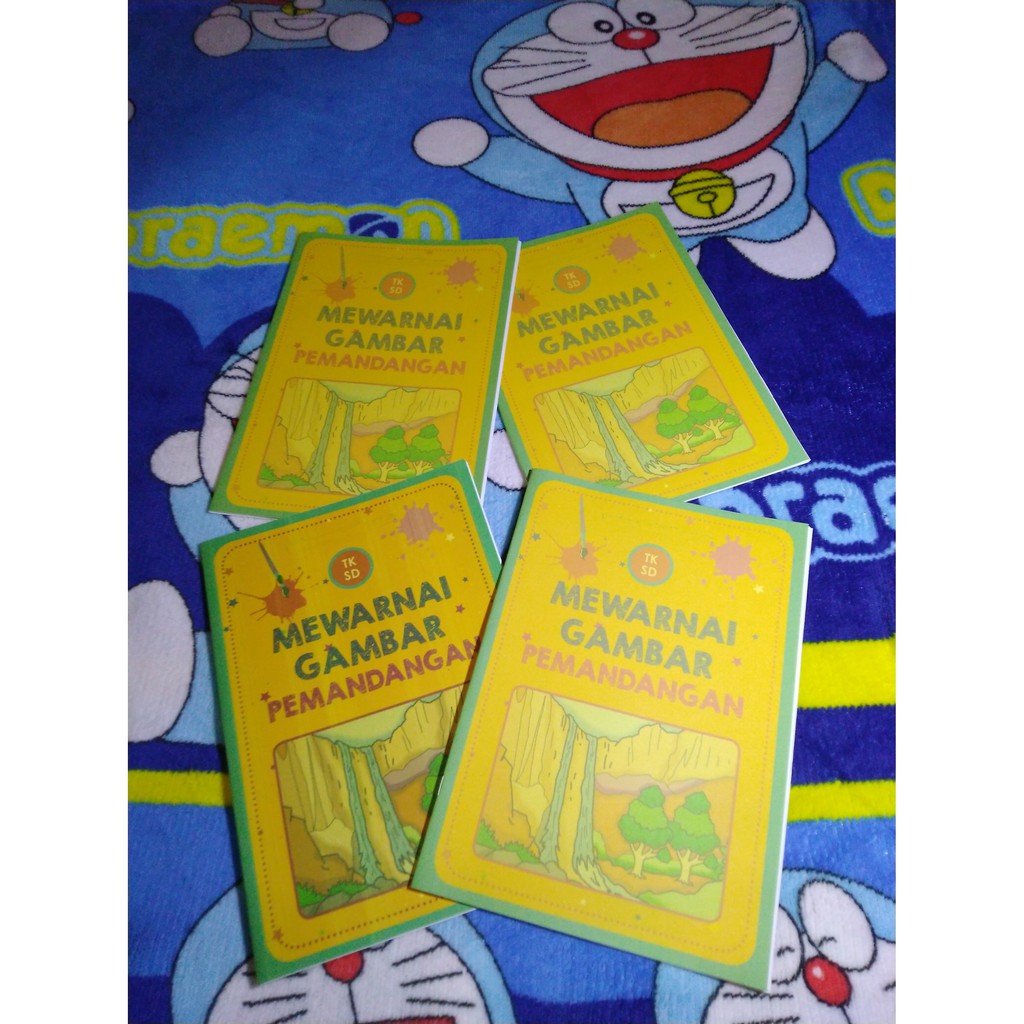 Doraemon
TK
SD
MEWARNAI
GAMBAR
PEMANDANGAN
TK
SD
MEWARNAI
GAMBAR
PEMANDANGAN
oras
TK
SD
MEWARNAI
GAMBAR
PEMANDANGAN
TK
SD
MEWARNAI
GAMBAR
PEMANDANGAN